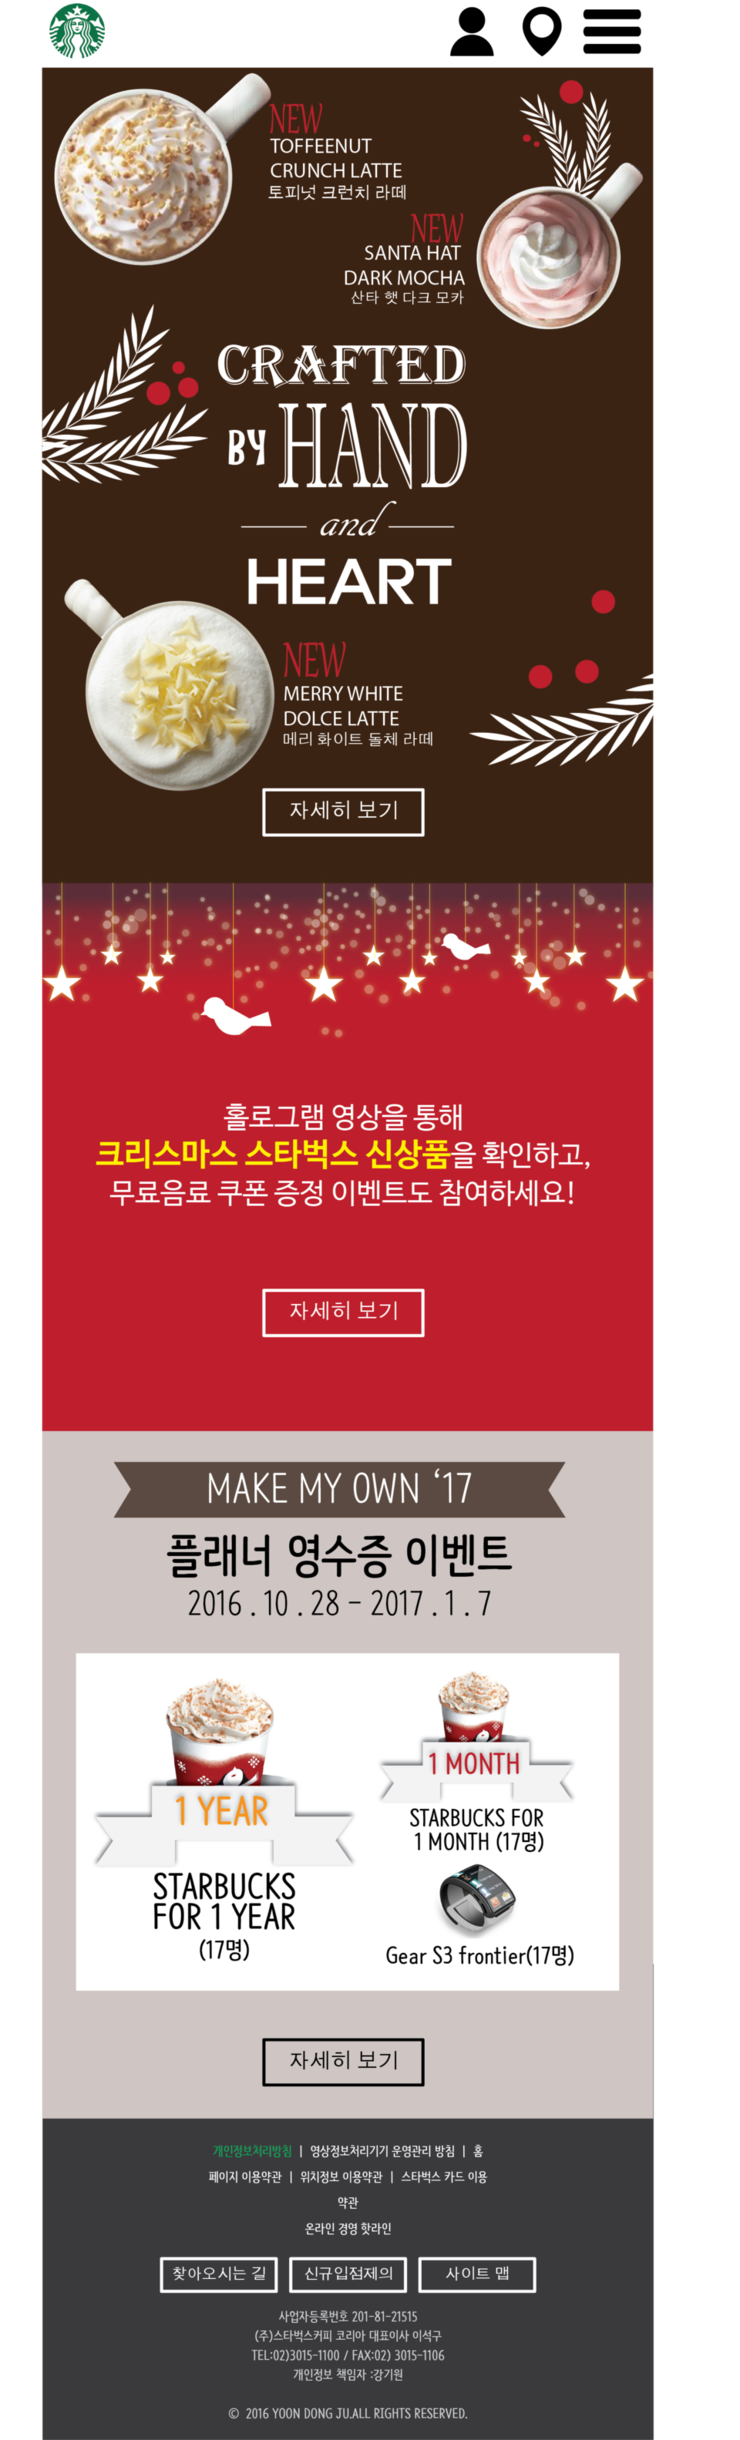 NEW
TOFFEENUT
CRUNCH LATTE
토피넛 크런치 라떼
NEW
SANTA HAT
DARK MOCHA
산타 햇 다크 모카
CRAFTED
BY HAND
and
HEART
NEW
MERRY WHITE
DOLCE LATTE
메리 화이트 돌체 라떼
자세히 보기
홀로그램 영상을 통해
크리스마스 스타벅스 신상품을 확인하고,
무료음료 쿠폰 증정 이벤트도 참여하세요!
자세히 보기
MAKE MY OWN ‘17
플래너 영수증 이벤트
2016 . 10 . 28 - 2017 . 1 . 7
1 YEAR
STARBUCKS
FOR 1 YEAR
(17명)
1 MONTH
STARBUCKS FOR
1 MONTH (17명)
Gear S3 frontier(17명)
자세히 보기
개인정보처리방침 | 영상정보처리기기 운영관리 방침 | 홈
페이지 이용약관 | 위치정보 이용약관 | 스타벅스 카드 이용
약관
온라인 경영 핫라인
찾아오시는 길 신규입점제의 사이트 맵
사업자등록번호 201-81-21515
(주)스타벅스커피 코리아 대표이사 이석구
TEL:02)3015-1100 / FAX:02) 3015-1106
개인정보 책임자 :강기원
© 2016 YOON DONG JU.ALL RIGHTS RESERVED.